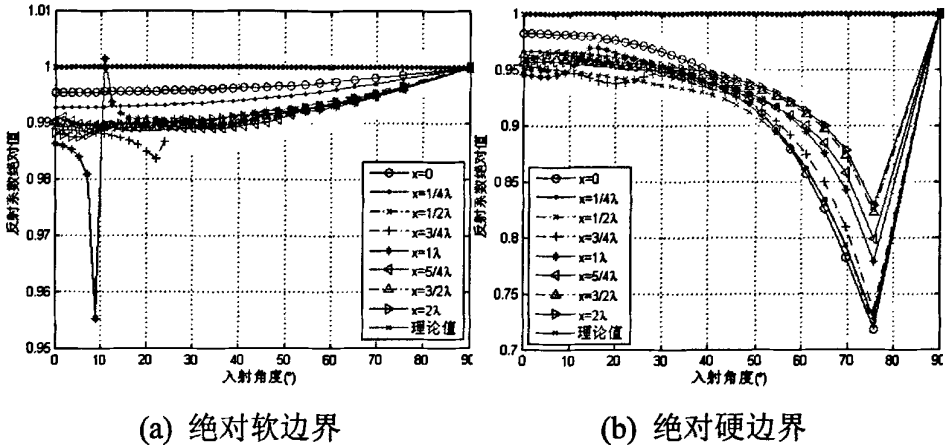 1.01
1
0.99
0.98
0.97
0.96
0.95
反射系数绝对值
0 10 20 30 40 50 60 70 80 90
入射角度(°)
x=0
x=1/4λ
x=1/2λ
x=3/4λ
x=1λ
x=5/4λ
x=3/2λ
x=2λ
理论值
(a) 绝对软边界
1
0.95
0.9
0.85
0.8
0.75
0.7
反射系数绝对值
0 10 20 30 40 50 60 70 80 90
入射角度(°)
x=0
x=1/4λ
x=1/2λ
x=3/4λ
x=1λ
x=5/4λ
x=3/2λ
x=2λ
理论值
(b) 绝对硬边界